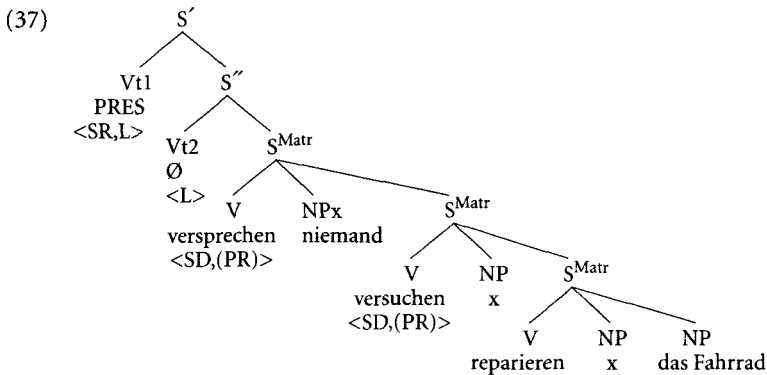 (37) S′
Vt1 S″
PRES
<SR,L> Vt2 S^Matr
Ø
<L> V NPx S^Matr
versprechen niemand
<SD,(PR)> V NP S^Matr
versuchen x
<SD,(PR)> V NP NP
reparieren x das Fahrrad